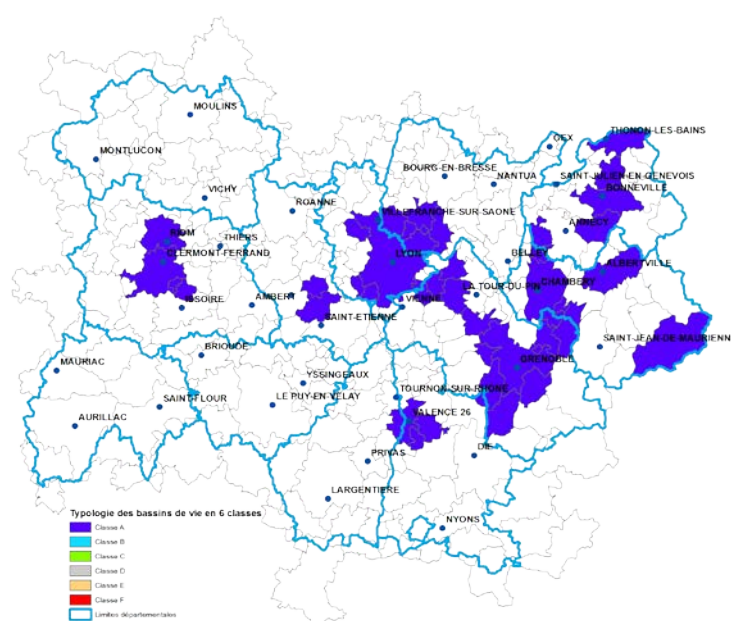 MOULINS
MONTLUCON
VICHY
ROANNE
BOURG-EN-BRESSE
GEX
THONON-LES-BAINS
NANTUA
SAINT-JULIEN-EN-GENEVOIS
BONNEVILLE
VILLEFRANCHE-SUR-SAONE
ANNECY
RIOM
THIERS
CLERMONT-FERRAND
LYON
BELLEY
ALBERTVILLE
CHAMBERY
LA TOUR-DU-PIN
ISSOIRE
AMBERT
VIENNE
SAINT-ETIENNE
SAINT-JEAN-DE-MAURIENN
BRIOUDE
MAURIAC
GRENOBLE
YSSINGEAUX
TOURNON-SUR-RHONE
SAINT-FLOUR
LE PUY-EN-VELAY
AURILLAC
VALENCE 26
PRIVAS
DIE
LARGENTIERE
NYONS
Typologie des bassins de vie en 6 classes
Classe A
Classe B
Classe C
Classe D
Classe E
Classe F
Limites départementales